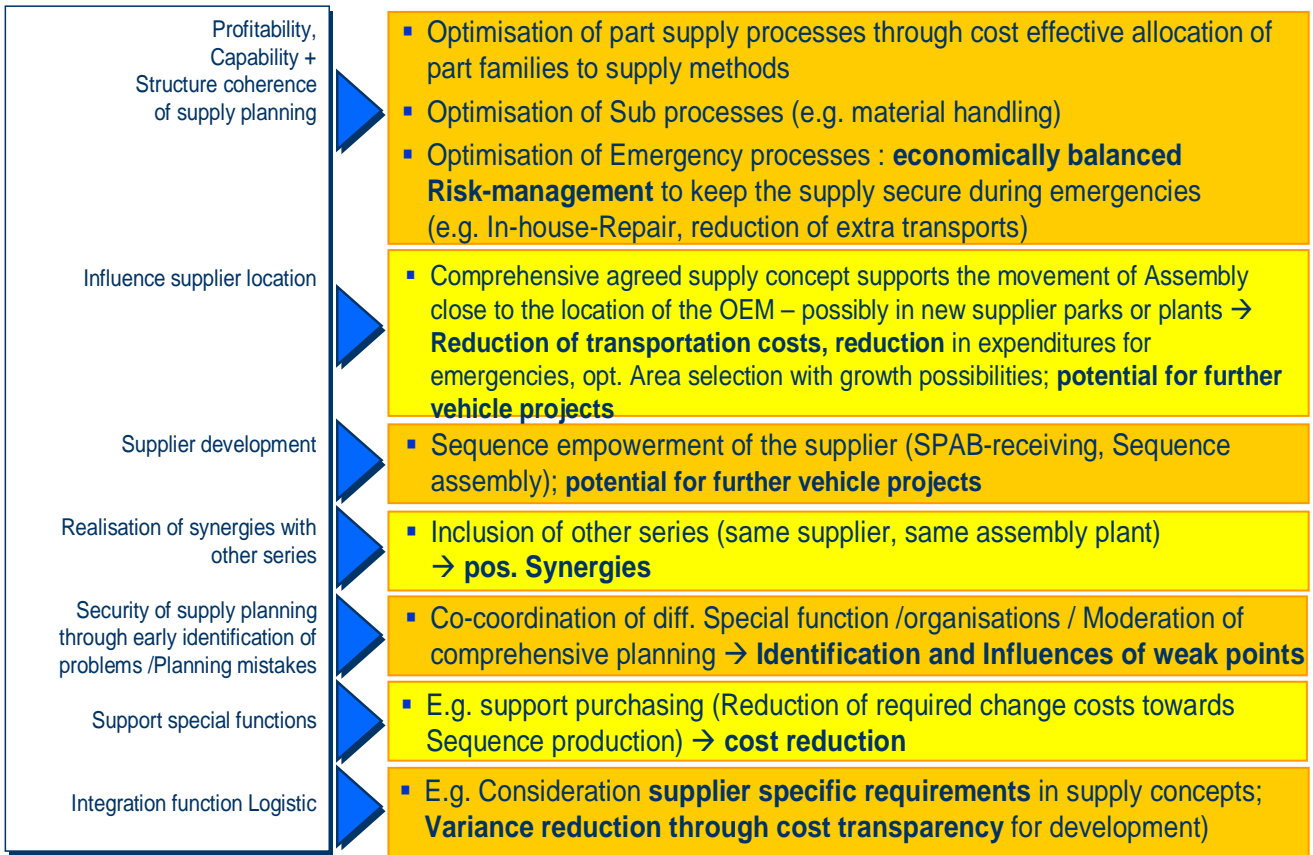 Profitability,
Capability +
Structure coherence
of supply planning
▪ Optimisation of part supply processes through cost effective allocation of
part families to supply methods
▪ Optimisation of Sub processes (e.g. material handling)
▪ Optimisation of Emergency processes : economically balanced
Risk-management to keep the supply secure during emergencies
(e.g. In-house-Repair, reduction of extra transports)
Influence supplier location
▪ Comprehensive agreed supply concept supports the movement of Assembly
close to the location of the OEM – possibly in new supplier parks or plants →
Reduction of transportation costs, reduction in expenditures for
emergencies, opt. Area selection with growth possibilities; potential for further
vehicle projects
Supplier development
▪ Sequence empowerment of the supplier (SPAB-receiving, Sequence
assembly); potential for further vehicle projects
Realisation of synergies with
other series
▪ Inclusion of other series (same supplier, same assembly plant)
→ pos. Synergies
Security of supply planning
through early identification of
problems /Planning mistakes
▪ Co-coordination of diff. Special function /organisations / Moderation of
comprehensive planning → Identification and Influences of weak points
Support special functions
▪ E.g. support purchasing (Reduction of required change costs towards
Sequence production) → cost reduction
Integration function Logistic
▪ E.g. Consideration supplier specific requirements in supply concepts;
Variance reduction through cost transparency for development)